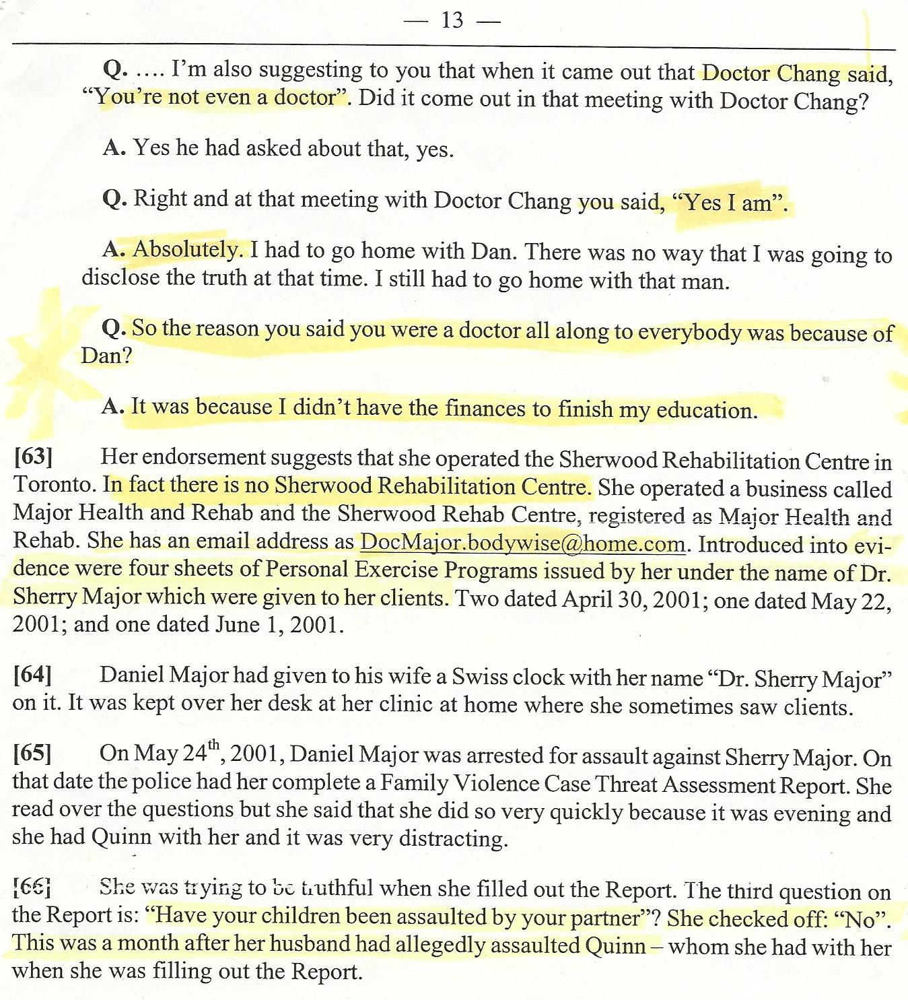 — 13 —
Q. .... I’m also suggesting to you that when it came out that Doctor Chang said,
“You’re not even a doctor”. Did it come out in that meeting with Doctor Chang?
A. Yes he had asked about that, yes.
Q. Right and at that meeting with Doctor Chang you said, “Yes I am”.
A. Absolutely. I had to go home with Dan. There was no way that I was going to
disclose the truth at that time. I still had to go home with that man.
Q. So the reason you said you were a doctor all along to everybody was because of
Dan?
A. It was because I didn’t have the finances to finish my education.
[63] Her endorsement suggests that she operated the Sherwood Rehabilitation Centre in
Toronto. In fact there is no Sherwood Rehabilitation Centre. She operated a business called
Major Health and Rehab and the Sherwood Rehab Centre, registered as Major Health and
Rehab. She has an email address as DocMajor.bodywise@home.com. Introduced into evi-
dence were four sheets of Personal Exercise Programs issued by her under the name of Dr.
Sherry Major which were given to her clients. Two dated April 30, 2001; one dated May 22,
2001; and one dated June 1, 2001.
[64] Daniel Major had given to his wife a Swiss clock with her name “Dr. Sherry Major”
on it. It was kept over her desk at her clinic at home where she sometimes saw clients.
[65] On May 24th, 2001, Daniel Major was arrested for assault against Sherry Major. On
that date the police had her complete a Family Violence Case Threat Assessment Report. She
read over the questions but she said that she did so very quickly because it was evening and
she had Quinn with her and it was very distracting.
[66] She was trying to be truthful when she filled out the Report. The third question on
the Report is: “Have your children been assaulted by your partner”? She checked off: “No”.
This was a month after her husband had allegedly assaulted Quinn – whom she had with her
when she was filling out the Report.